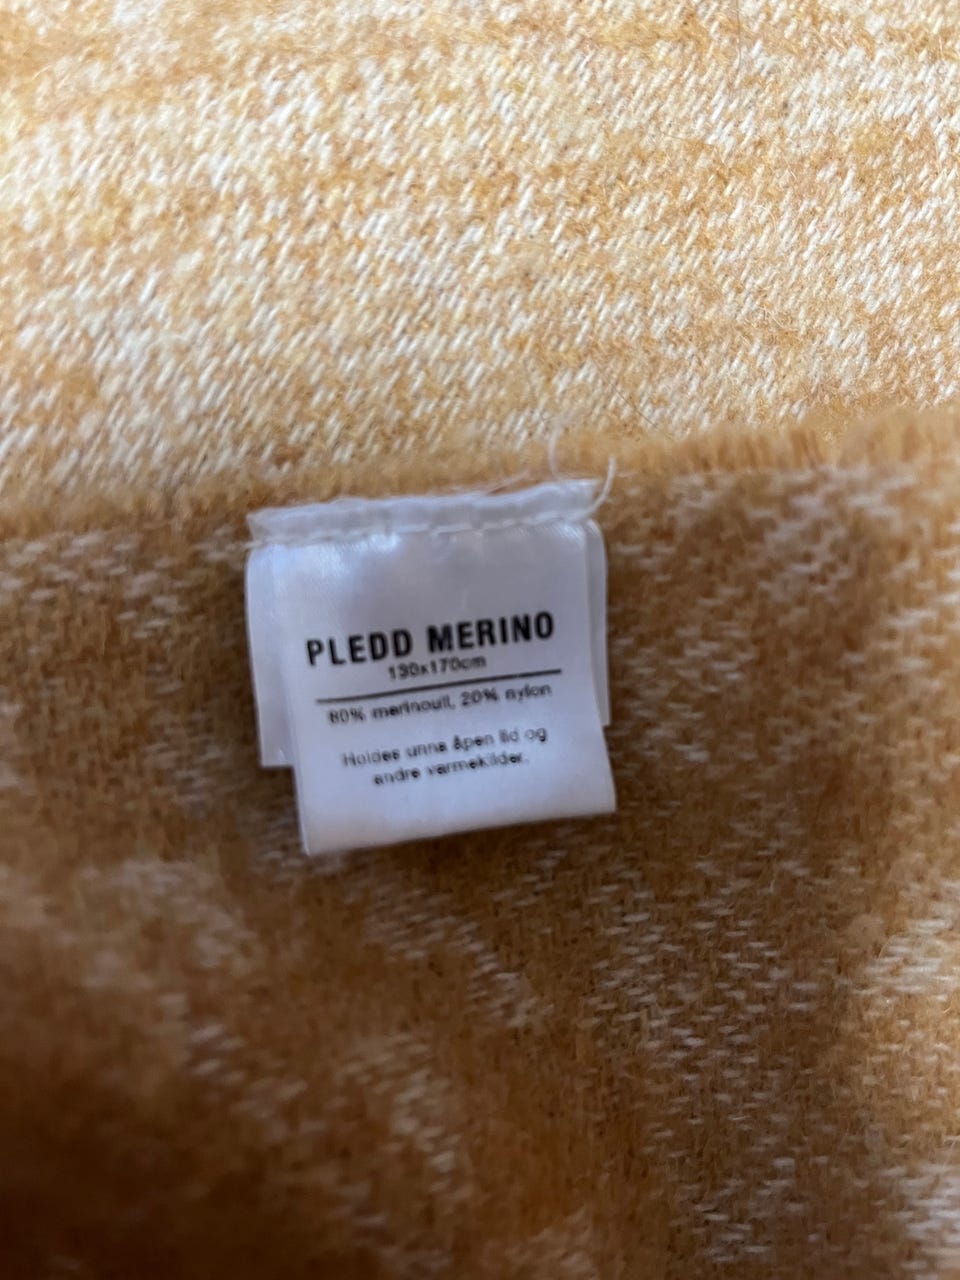 PLEDD MERINO
130x170cm
80% merinoull, 20% nylon
Holdes unna åpen ild og
andre varmekilder.